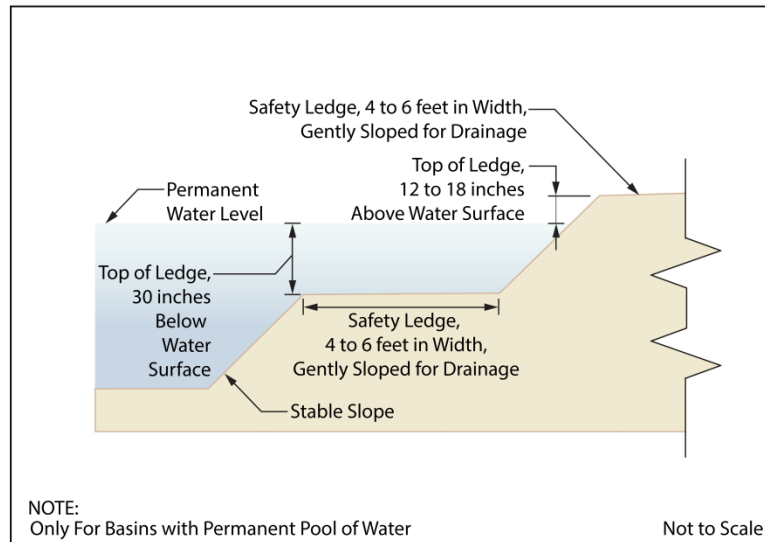 Safety Ledge, 4 to 6 feet in Width,
Gently Sloped for Drainage
Top of Ledge,
12 to 18 inches
Above Water Surface
Permanent
Water Level
Top of Ledge,
30 inches
Below
Water
Surface
Safety Ledge,
4 to 6 feet in Width,
Gently Sloped for Drainage
Stable Slope
NOTE:
Only For Basins with Permanent Pool of Water
Not to Scale